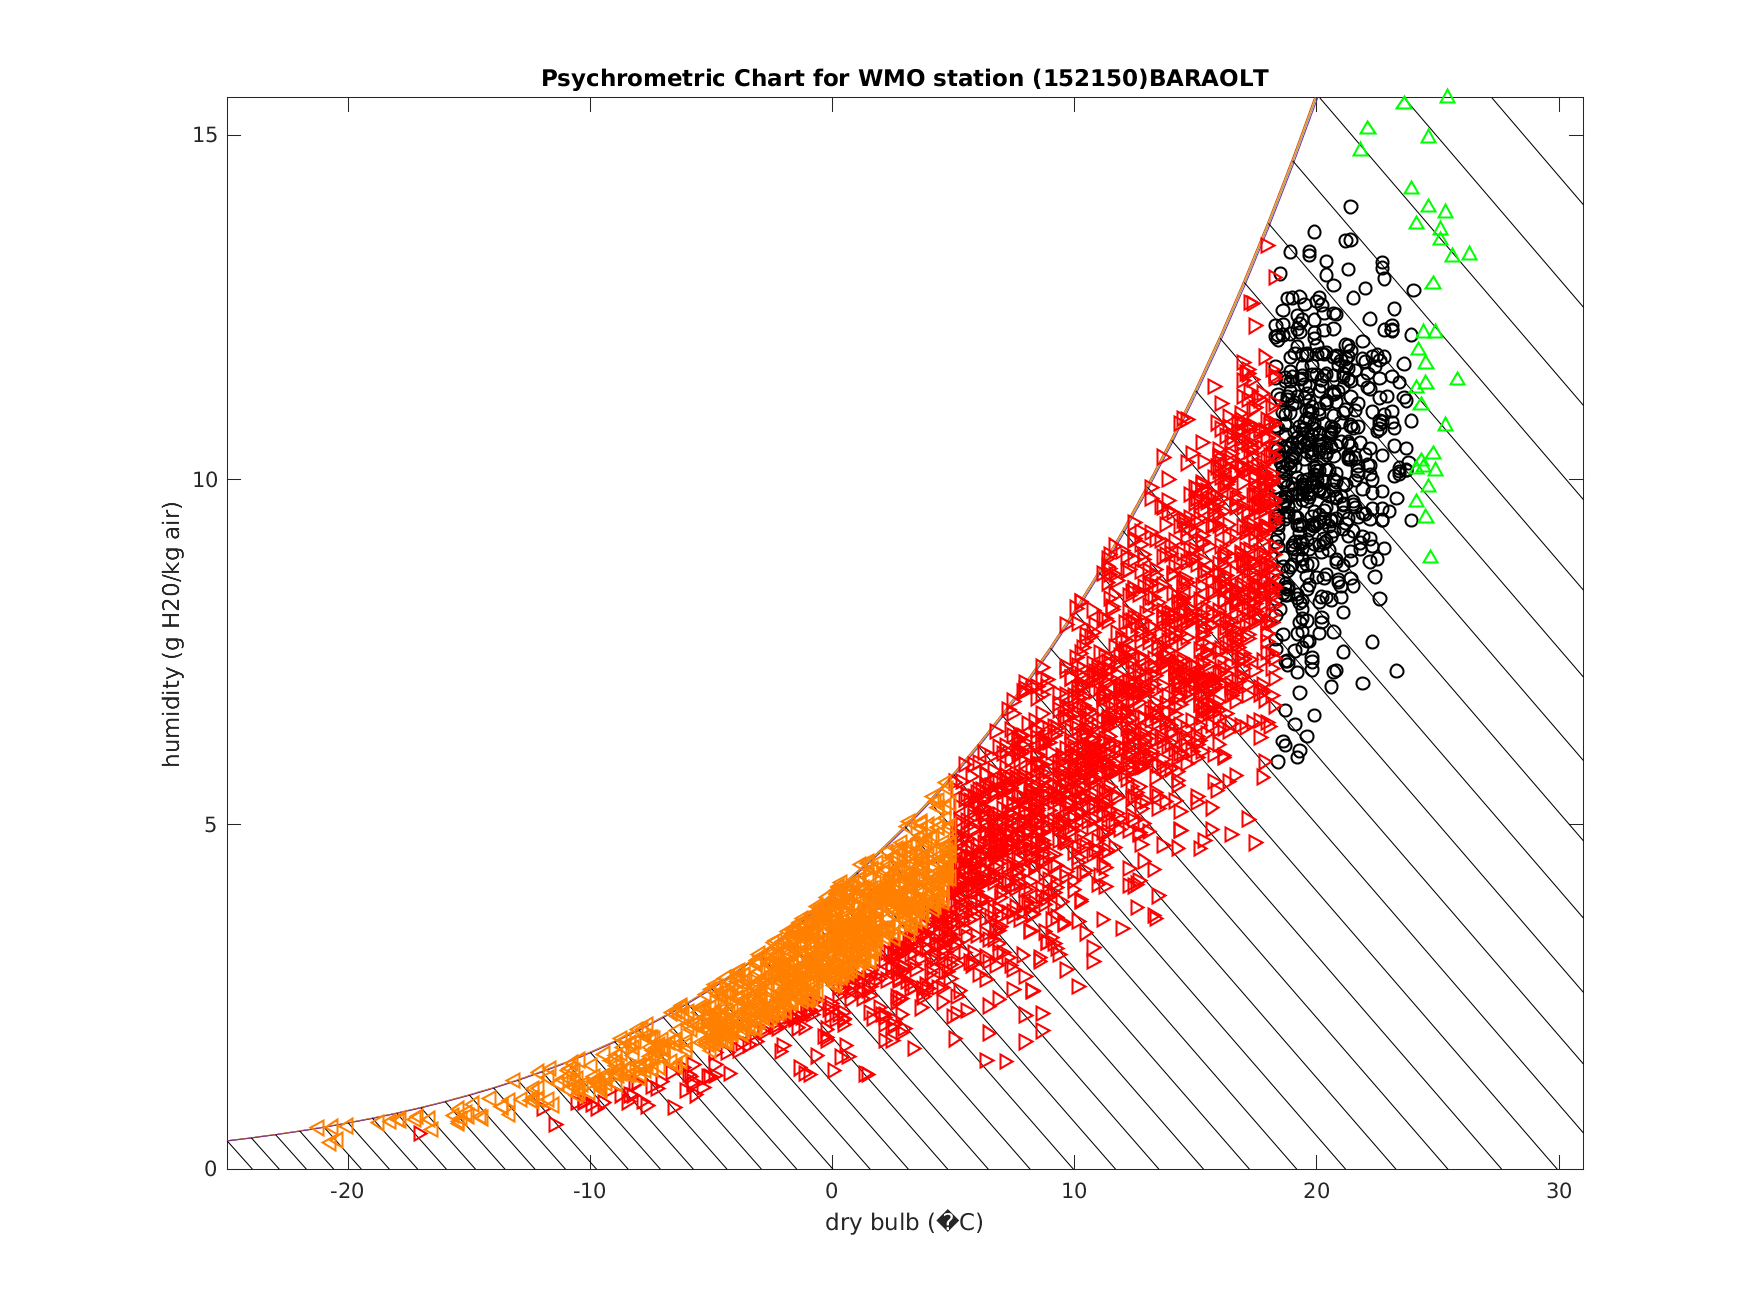 Psychrometric Chart for WMO station (152150)BARAOLT
15
10
5
0
humidity (g H20/kg air)
-20 -10 0 10 20 30
dry bulb (�C)